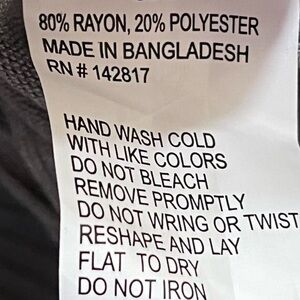 80% RAYON, 20% POLYESTER
MADE IN BANGLADESH
RN # 142817
HAND WASH COLD
WITH LIKE COLORS
DO NOT BLEACH
REMOVE PROMPTLY
DO NOT WRING OR TWIST
RESHAPE AND LAY
FLAT TO DRY
DO NOT IRON